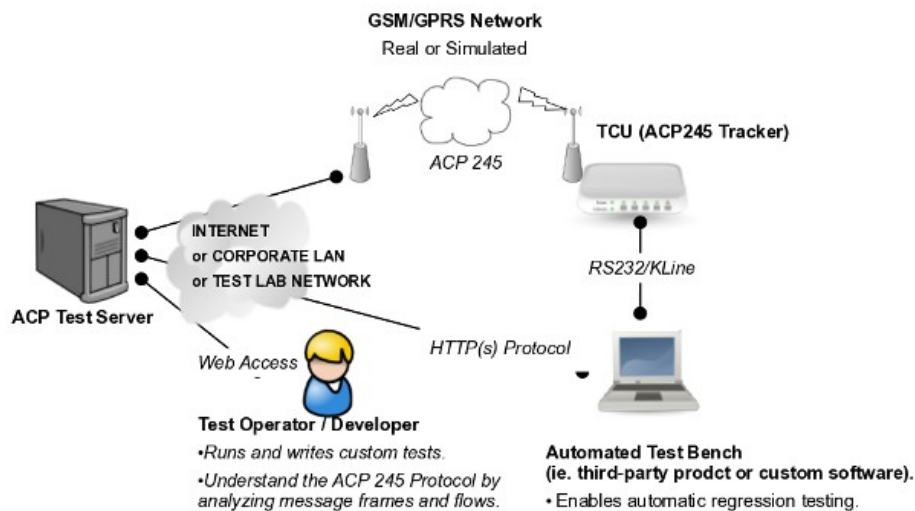 GSM/GPRS Network
Real or Simulated
ACP 245
TCU (ACP245 Tracker)
INTERNET
or CORPORATE LAN
or TEST LAB NETWORK
RS232/KLine
ACP Test Server
Web Access
HTTP(s) Protocol
Test Operator / Developer
•Runs and writes custom tests.
•Understand the ACP 245 Protocol by
analyzing message frames and flows.
Automated Test Bench
(ie. third-party prodct or custom software).
• Enables automatic regression testing.